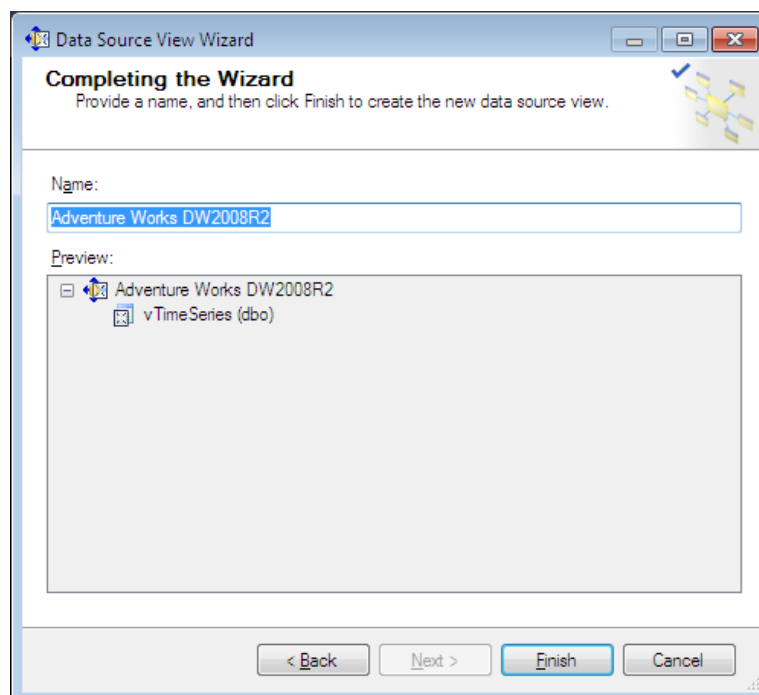 Data Source View Wizard
Completing the Wizard
Provide a name, and then click Finish to create the new data source view.
Name:
Adventure Works DW2008R2
Preview:
Adventure Works DW2008R2
vTimeSeries (dbo)
< Back
Next >
Finish
Cancel